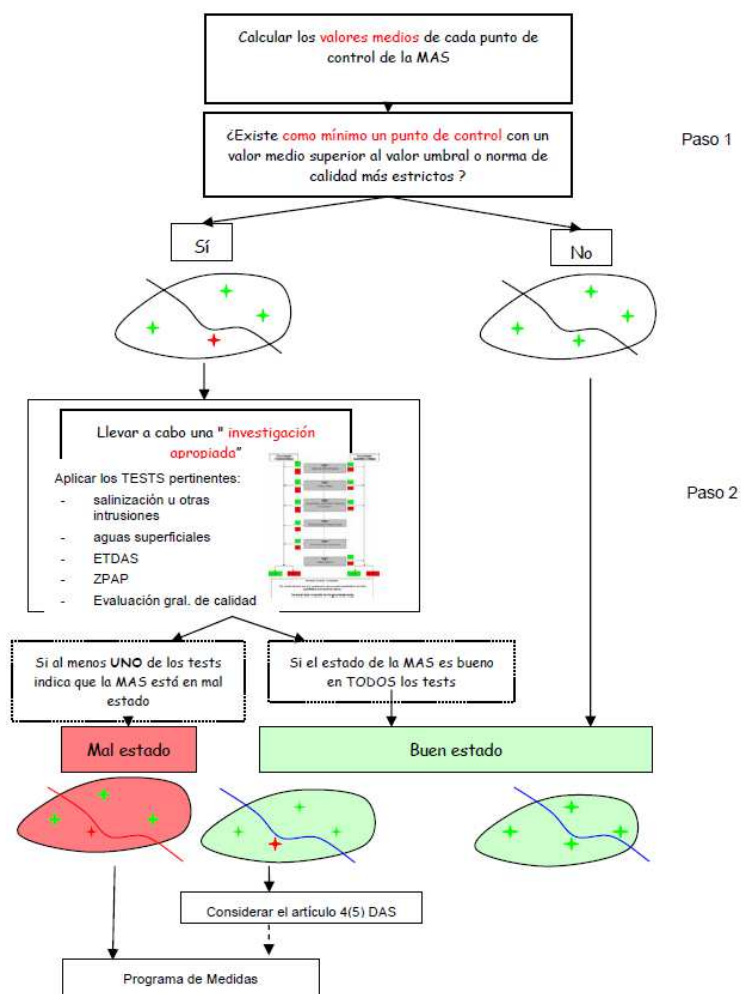 Calcular los valores medios de cada punto de
control de la MAS
¿Existe como mínimo un punto de control con un
valor medio superior al valor umbral o norma de
calidad más estrictos ?
Paso 1
Sí
No
Llevar a cabo una " investigación
apropiada"
Aplicar los TESTS pertinentes:
- salinización u otras
intrusiones
- aguas superficiales
- ETDAS
- ZPAP
- Evaluación gral. de calidad
Paso 2
Si al menos UNO de los tests
indica que la MAS está en mal
estado
Si el estado de la MAS es bueno
en TODOS los tests
Mal estado
Buen estado
Considerar el artículo 4(5) DAS
Programa de Medidas